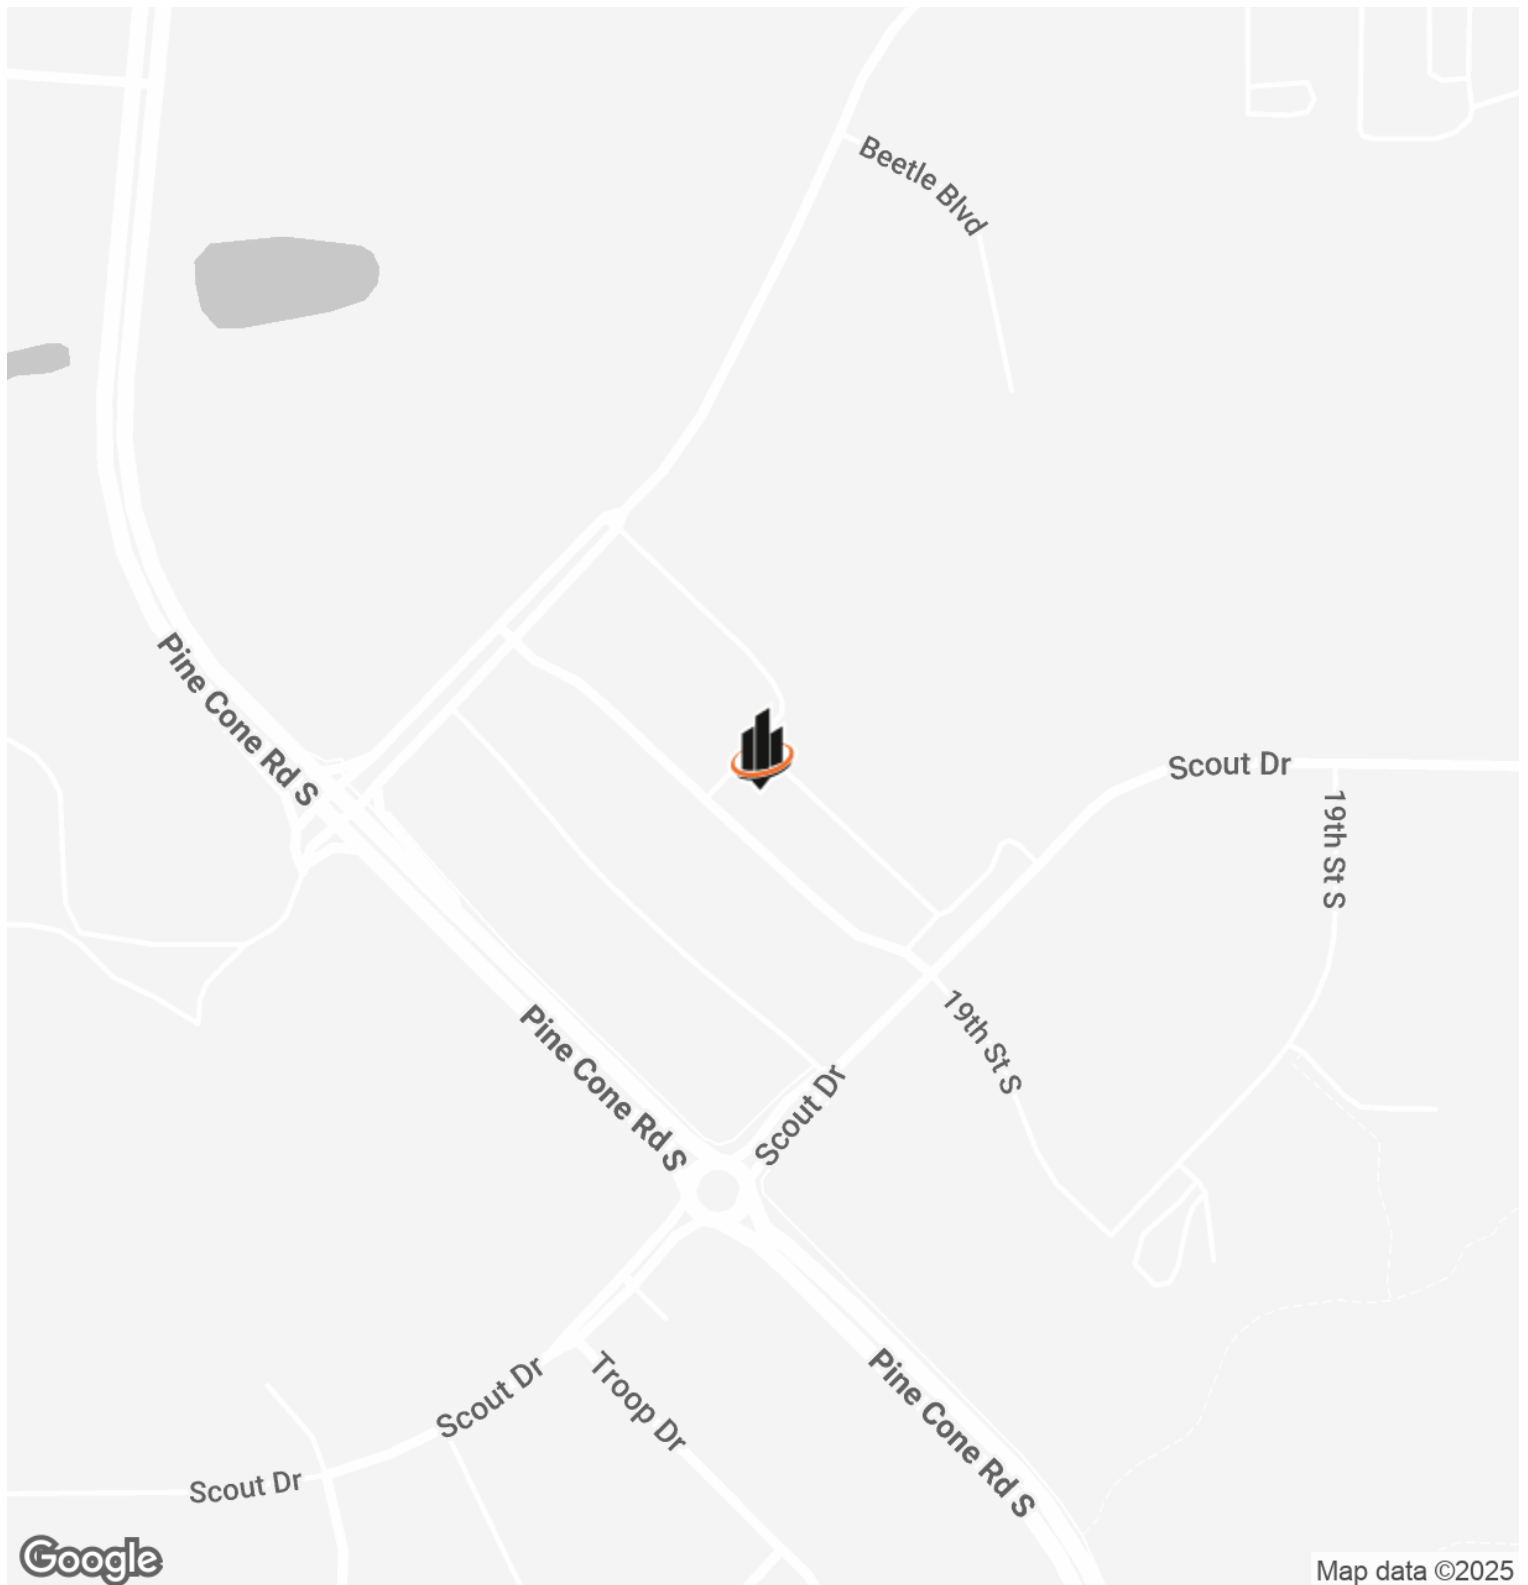 Beetle Blvd
Pine Cone Rd S
Scout Dr
19th St S
Pine Cone Rd S
19th St S
Scout Dr
Scout Dr
Troop Dr
Pine Cone Rd S
Scout Dr
Google
Map data ©2025